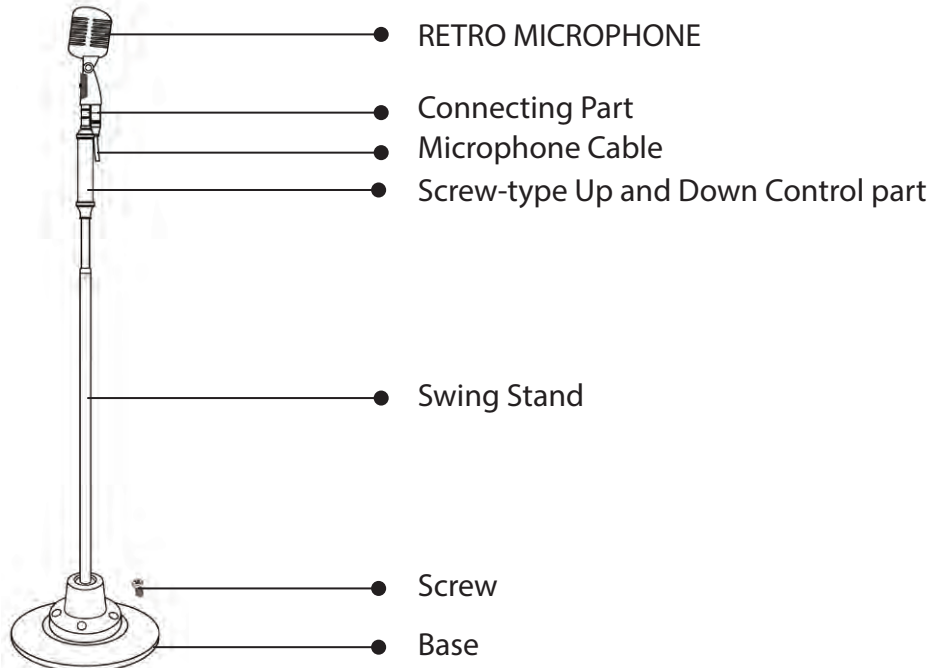 RETRO MICROPHONE
Connecting Part
Microphone Cable
Screw-type Up and Down Control part
Swing Stand
Screw
Base